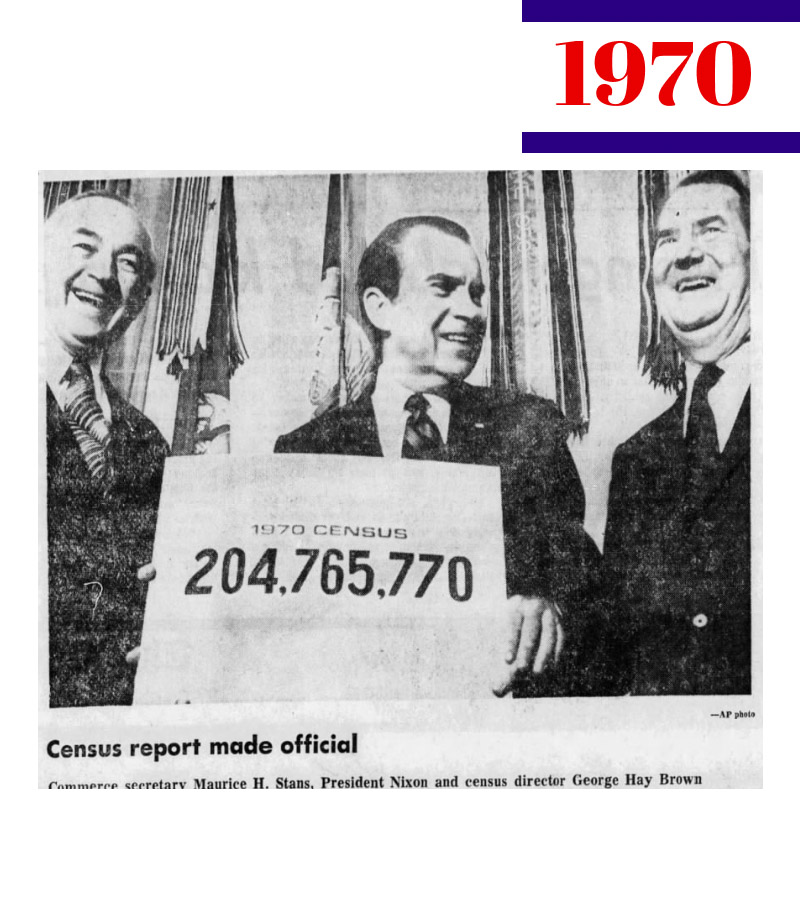 1970
1970 CENSUS
204,765,770
—AP photo
Census report made official
Commerce secretary Maurice H. Stans, President Nixon and census director George Hay Brown